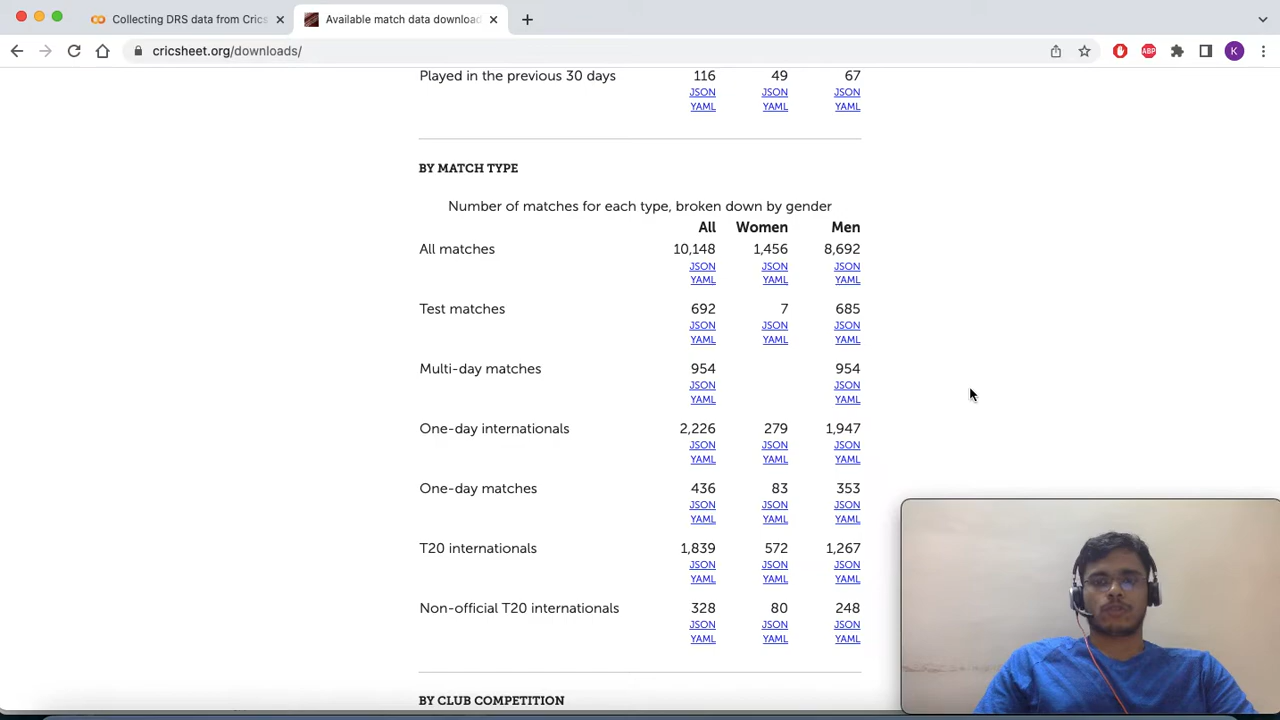 Collecting DRS data from Crics
Available match data download
cricsheet.org/downloads/
ABP
K
Played in the previous 30 days 116 49 67
JSON JSON JSON
YAML YAML YAML
BY MATCH TYPE
Number of matches for each type, broken down by gender
All Women Men
All matches 10,148 1,456 8,692
JSON JSON JSON
YAML YAML YAML
Test matches 692 7 685
JSON JSON JSON
YAML YAML YAML
Multi-day matches 954 954
JSON JSON
YAML YAML
One-day internationals 2,226 279 1,947
JSON JSON JSON
YAML YAML YAML
One-day matches 436 83 353
JSON JSON JSON
YAML YAML YAML
T20 internationals 1,839 572 1,267
JSON JSON JSON
YAML YAML YAML
Non-official T20 internationals 328 80 248
JSON JSON JSON
YAML YAML YAML
BY CLUB COMPETITION